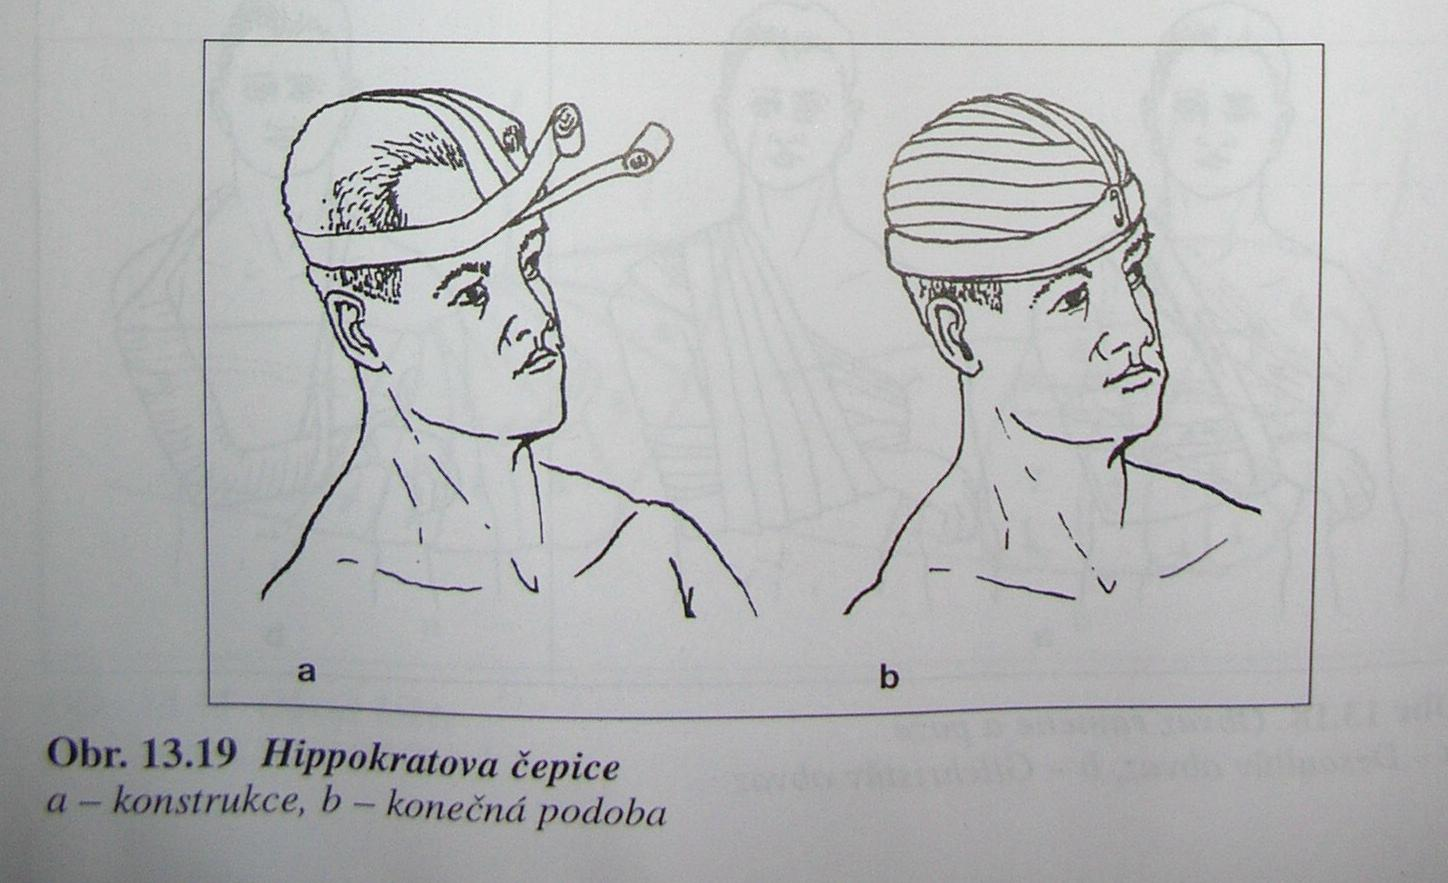 a
b
Obr. 13.19 Hippokratova čepice
a – konstrukce, b – konečná podoba